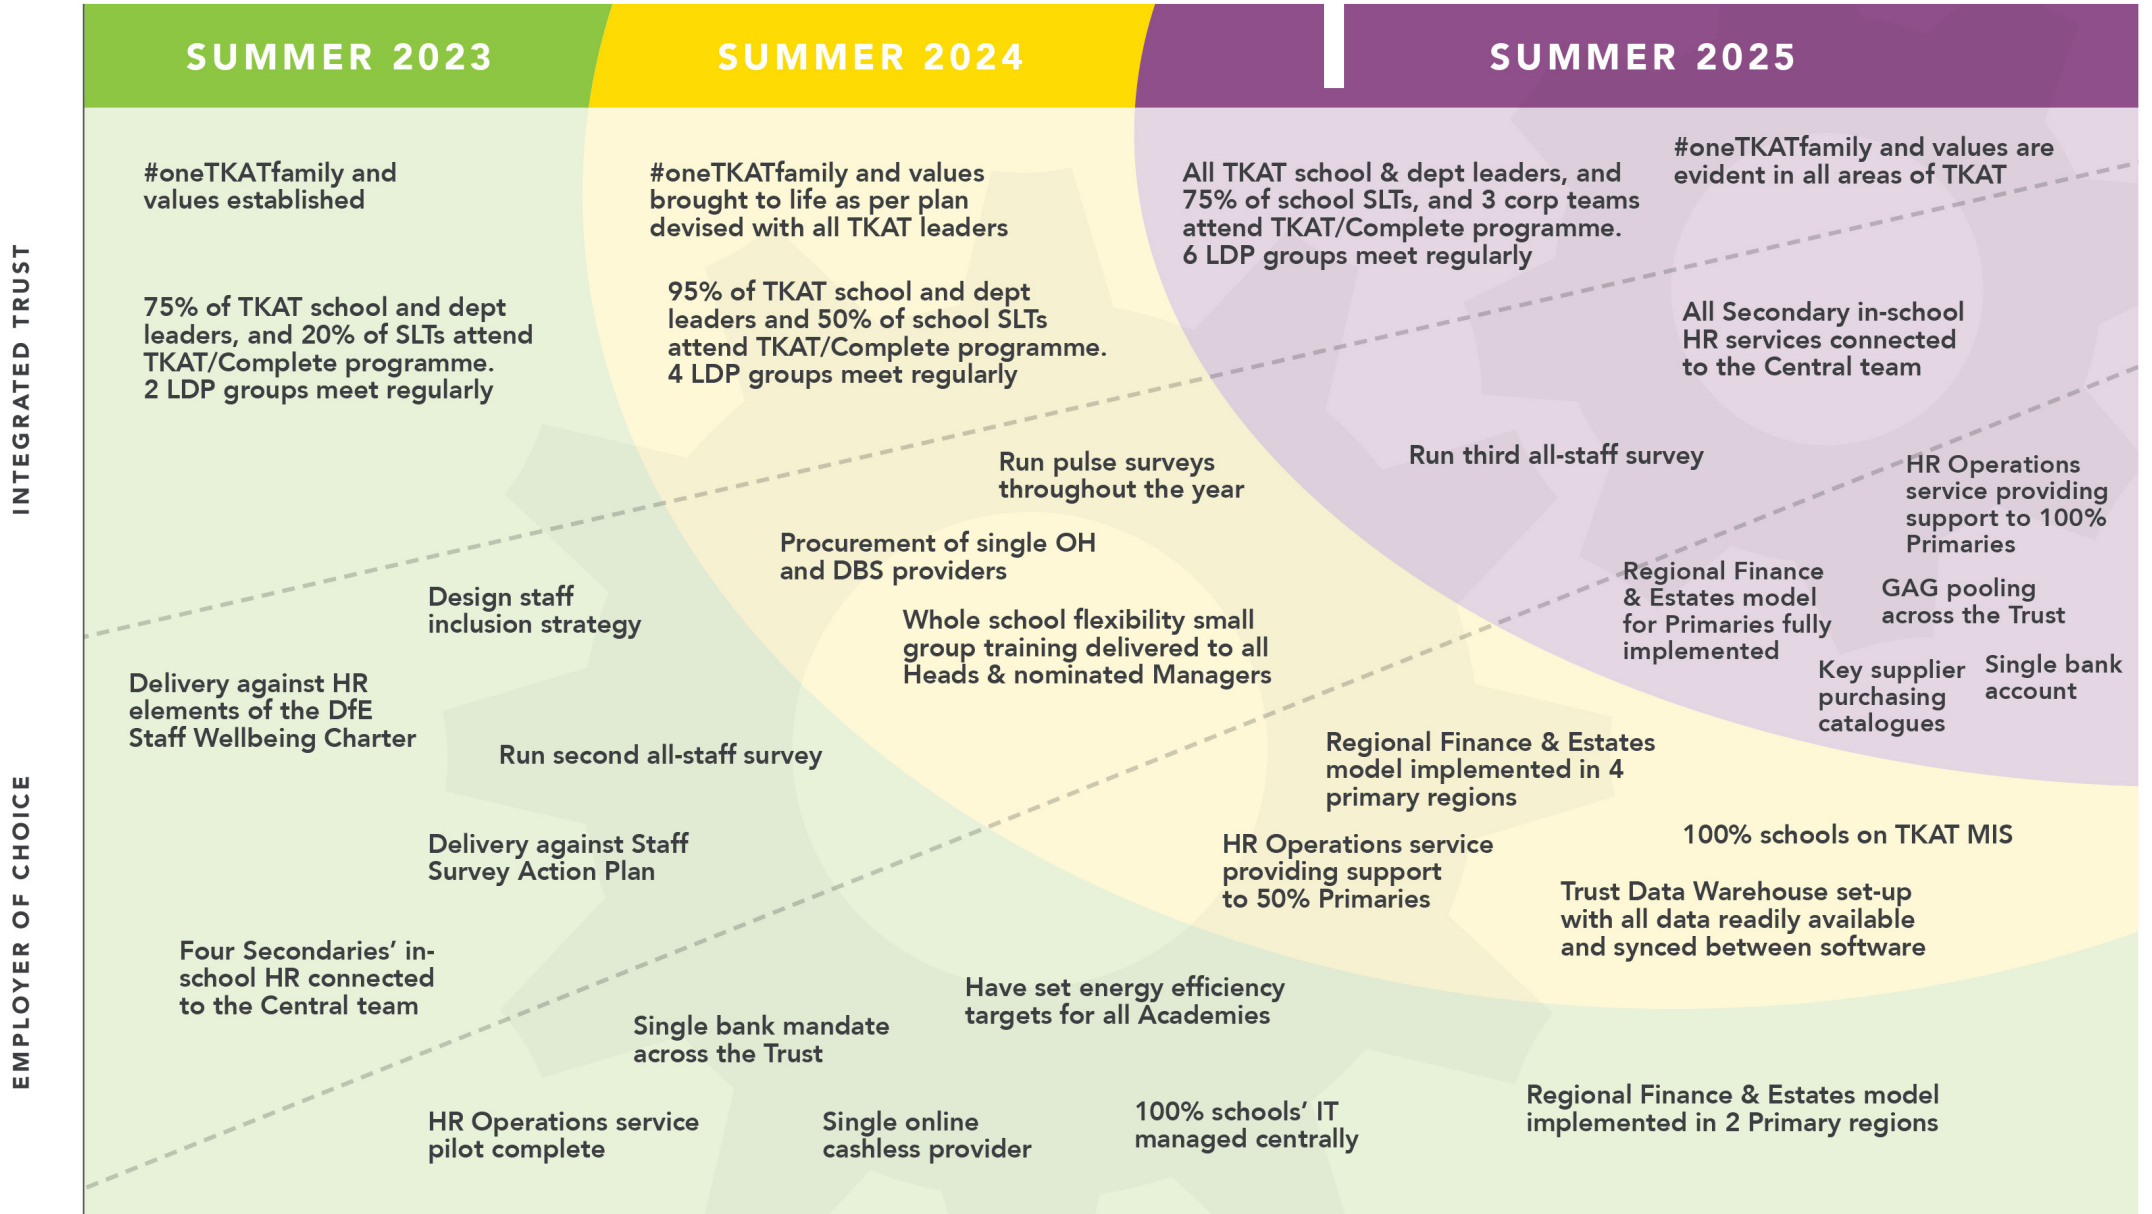 SUMMER 2023
SUMMER 2024
SUMMER 2025
INTEGRATED TRUST
EMPLOYER OF CHOICE
#oneTKATfamily and
values established
75% of TKAT school and dept
leaders, and 20% of SLTs attend
TKAT/Complete programme.
2 LDP groups meet regularly
#oneTKATfamily and values
brought to life as per plan
devised with all TKAT leaders
95% of TKAT school and dept
leaders and 50% of school SLTs
attend TKAT/Complete programme.
4 LDP groups meet regularly
All TKAT school & dept leaders, and
75% of school SLTs, and 3 corp teams
attend TKAT/Complete programme.
6 LDP groups meet regularly
#oneTKATfamily and values are
evident in all areas of TKAT
Design staff
inclusion strategy
Delivery against HR
elements of the DfE
Staff Wellbeing Charter
Run second all-staff survey
Delivery against Staff
Survey Action Plan
Four Secondaries’ in-
school HR connected
to the Central team
Run pulse surveys
throughout the year
Procurement of single OH
and DBS providers
Whole school flexibility small
group training delivered to all
Heads & nominated Managers
All Secondary in-school
HR services connected
to the Central team
Run third all-staff survey
HR Operations service
pilot complete
Single bank mandate
across the Trust
Single online
cashless provider
Have set energy efficiency
targets for all Academies
100% schools’ IT
managed centrally
Regional Finance & Estates model
implemented in 2 Primary regions
Regional Finance & Estates
model implemented in 4
primary regions
HR Operations service
providing support
to 50% Primaries
100% schools on TKAT MIS
Trust Data Warehouse set-up
with all data readily available
and synced between software
HR Operations
service providing
support to 100%
Primaries
Regional Finance
& Estates model
for Primaries fully
implemented
GAG pooling
across the Trust
Key supplier
purchasing
catalogues
Single bank
account